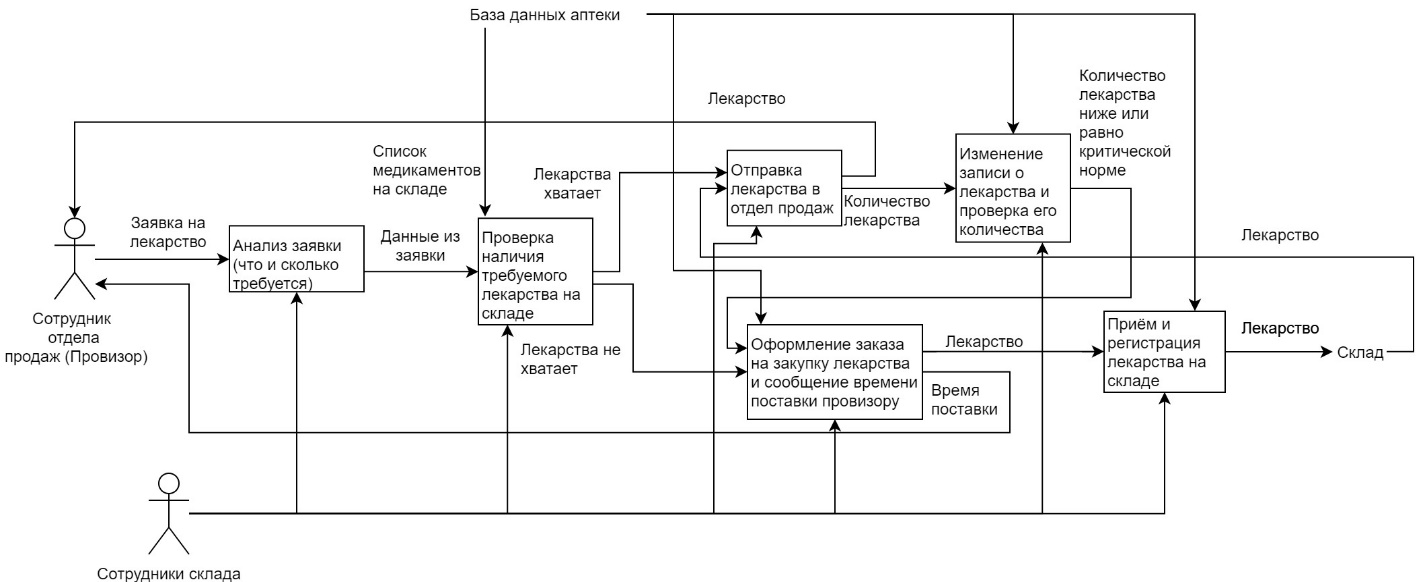 База данных аптеки
Лекарство
Количество
лекарства
ниже или
равно
критической
норме
Список
медикаментов
на складе
Лекарства
хватает
Отправка
лекарства в
отдел продаж
Изменение
записи о
лекарства и
проверка его
количества
Количество
лекарства
Заявка на
лекарство
Анализ заявки
(что и сколько
требуется)
Данные из
заявки
Проверка
наличия
требуемого
лекарства на
складе
Лекарство
Сотрудник
отдела
продаж (Провизор)
Лекарства не
хватает
Оформление заказа
на закупку лекарства
и сообщение времени
поставки провизору
Лекарство
Время
поставки
Приём и
регистрация
лекарства на
складе
Лекарство
Склад
Сотрудники склада